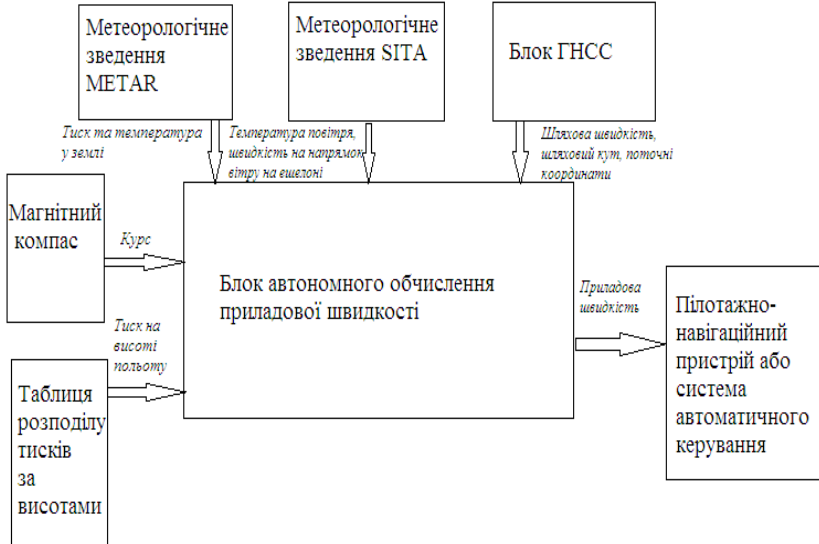 Метеорологічне
зведення
METAR
Метеорологічне
зведення SITA
Блок ГНСС
Тиск та температура
у землі
Температура повітря,
швидкість на напрямок
вітру на ешелоні
Шляхова швидкість,
шляховий кут, поточні
координати
Магнітний
компас
Курс
Блок автономного обчислення
приладової швидкості
Приладова
швидкість
Пілотажно-
навігаційний
пристрій або
система
автоматичного
керування
Тиск на
висоті
польоту
Таблиця
розподілу
тисків
за
висотами